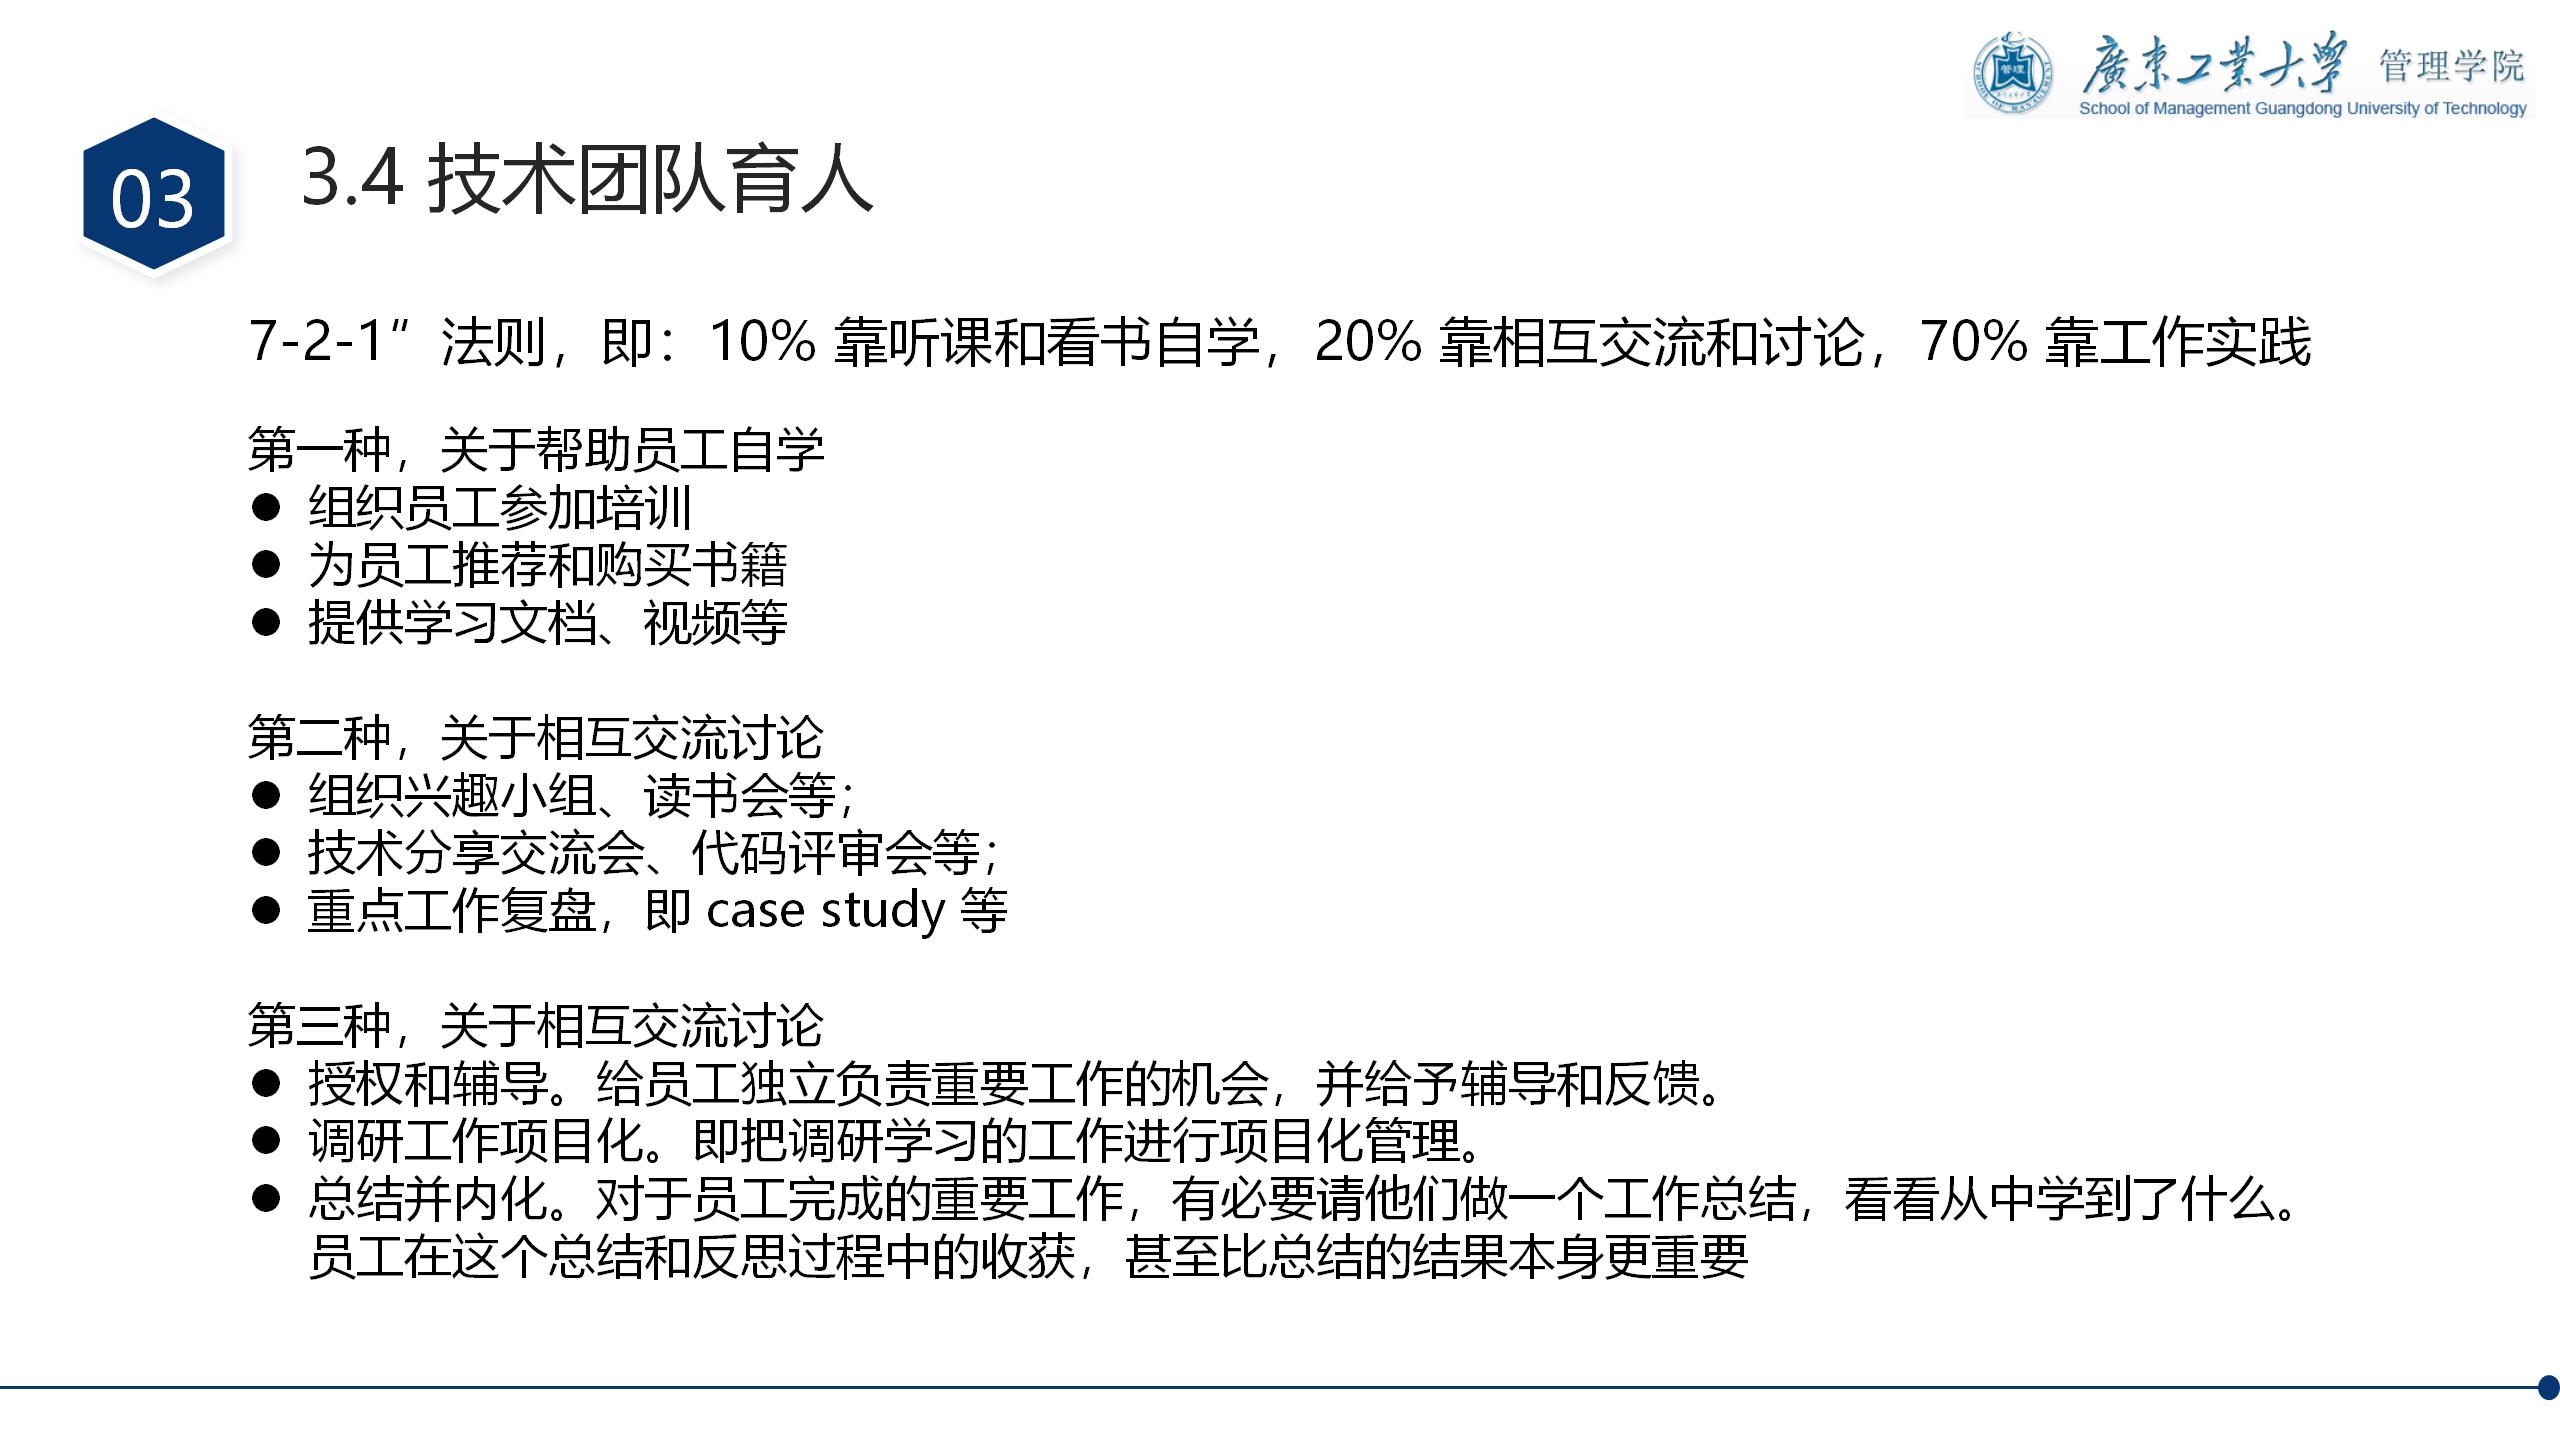 廣東工業大學 管理学院
School of Management Guangdong University of Technology
03
3.4 技术团队育人
7-2-1”法则，即：10% 靠听课和看书自学，20% 靠相互交流和讨论，70% 靠工作实践
第一种，关于帮助员工自学
● 组织员工参加培训
● 为员工推荐和购买书籍
● 提供学习文档、视频等
第二种，关于相互交流讨论
● 组织兴趣小组、读书会等；
● 技术分享交流会、代码评审会等；
● 重点工作复盘，即 case study 等
第三种，关于相互交流讨论
● 授权和辅导。给员工独立负责重要工作的机会，并给予辅导和反馈。
● 调研工作项目化。即把调研学习的工作进行项目化管理。
● 总结并内化。对于员工完成的重要工作，有必要请他们做一个工作总结，看看从中学到了什么。
员工在这个总结和反思过程中的收获，甚至比总结的结果本身更重要